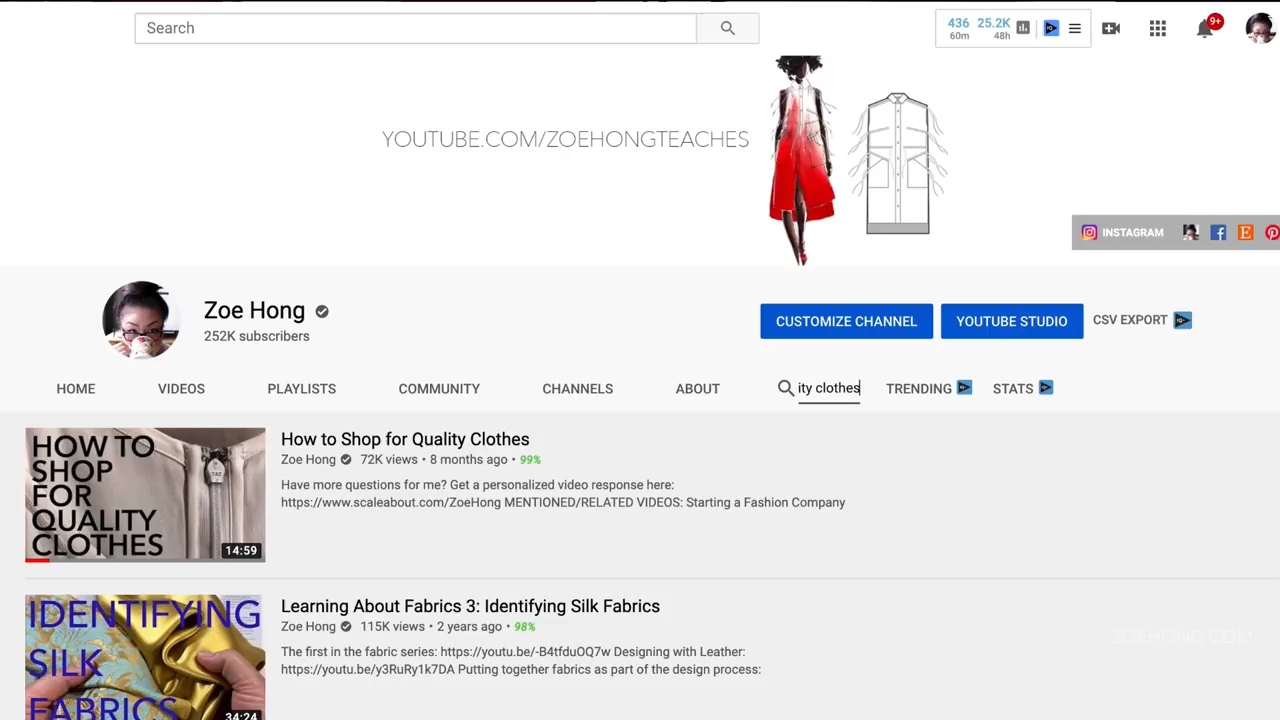 Search
436 25.2K
60m 48h
9+
YOUTUBE.COM/ZOEHONGTEACHES
INSTAGRAM
Zoe Hong
252K subscribers
CUSTOMIZE CHANNEL
YOUTUBE STUDIO
CSV EXPORT
HOME
VIDEOS
PLAYLISTS
COMMUNITY
CHANNELS
ABOUT
ity clothes
TRENDING
STATS
HOW TO
SHOP
FOR
QUALITY
CLOTHES
14:59
How to Shop for Quality Clothes
Zoe Hong 72K views • 8 months ago • 99%
Have more questions for me? Get a personalized video response here:
https://www.scaleabout.com/ZoeHong MENTIONED/RELATED VIDEOS: Starting a Fashion Company
IDENTIFYING
SILK
FABRICS
34:24
Learning About Fabrics 3: Identifying Silk Fabrics
Zoe Hong 115K views • 2 years ago • 98%
The first in the fabric series: https://youtu.be/-B4tfduOQ7w Designing with Leather:
https://youtu.be/y3RuRy1k7DA Putting together fabrics as part of the design process:
ZOEHONG.COM